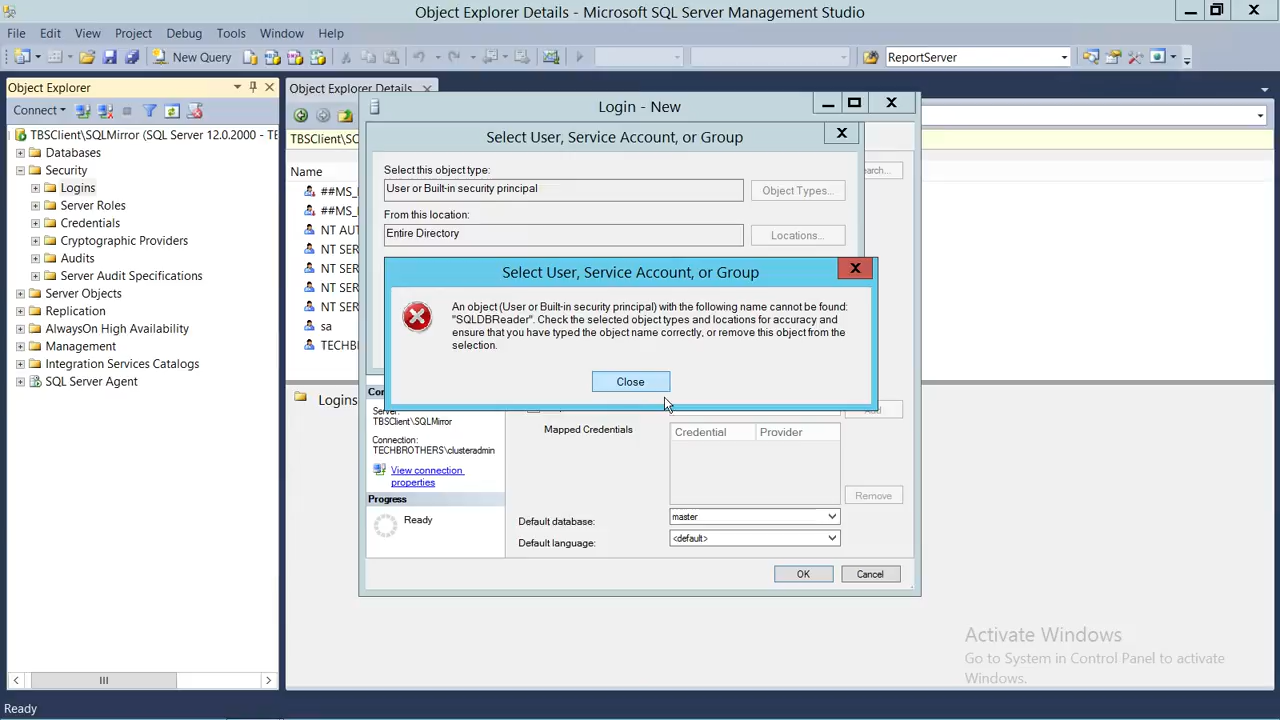 Object Explorer Details - Microsoft SQL Server Management Studio
File Edit View Project Debug Tools Window Help
New Query
ReportServer
Object Explorer
Object Explorer Details
Connect
TBSClient\SQLMirror (SQL Server 12.0.2000 - TE
Databases
Security
Logins
Server Roles
Credentials
Cryptographic Providers
Audits
Server Audit Specifications
Server Objects
Replication
AlwaysOn High Availability
Management
Integration Services Catalogs
SQL Server Agent
TBSClient\SQ
Name
##MS_
##MS_
NT AUT
NT SER
NT SER
NT SER
NT SER
sa
TECHBR
Logins
Login - New
Select User, Service Account, or Group
earch...
Select this object type:
User or Built-in security principal
Object Types...
From this location:
Entire Directory
Locations...
Select User, Service Account, or Group
An object (User or Built-in security principal) with the following name cannot be found:
"SQLDBReader". Check the selected object types and locations for accuracy and
ensure that you have typed the object name correctly, or remove this object from the
selection.
Close
Co
Server:
TBSClient\SQLMirror
Connection:
TECHBROTHERS\clusteradmin
View connection
properties
Progress
Ready
Add
Mapped Credentials
Credential Provider
Remove
Default database:
master
Default language:
<default>
OK Cancel
Activate Windows
Go to System in Control Panel to activate
Windows.
Ready